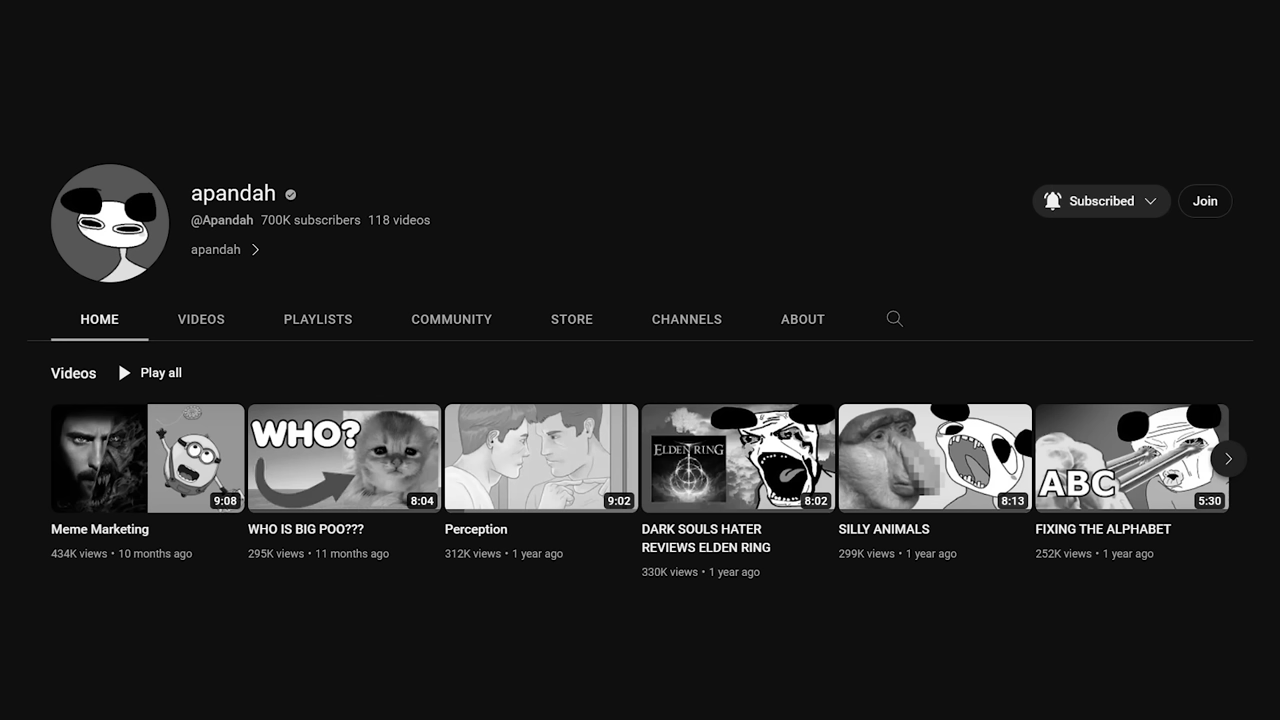 apandah
@Apandah 700K subscribers 118 videos
apandah
Subscribed
Join
HOME VIDEOS PLAYLISTS COMMUNITY STORE CHANNELS ABOUT
Videos Play all
WHO?
ELDEN RING
ABC
9:08 8:04 9:02 8:02 8:13 5:30
Meme Marketing
434K views • 10 months ago
WHO IS BIG POO???
295K views • 11 months ago
Perception
312K views • 1 year ago
DARK SOULS HATER
REVIEWS ELDEN RING
330K views • 1 year ago
SILLY ANIMALS
299K views • 1 year ago
FIXING THE ALPHABET
252K views • 1 year ago